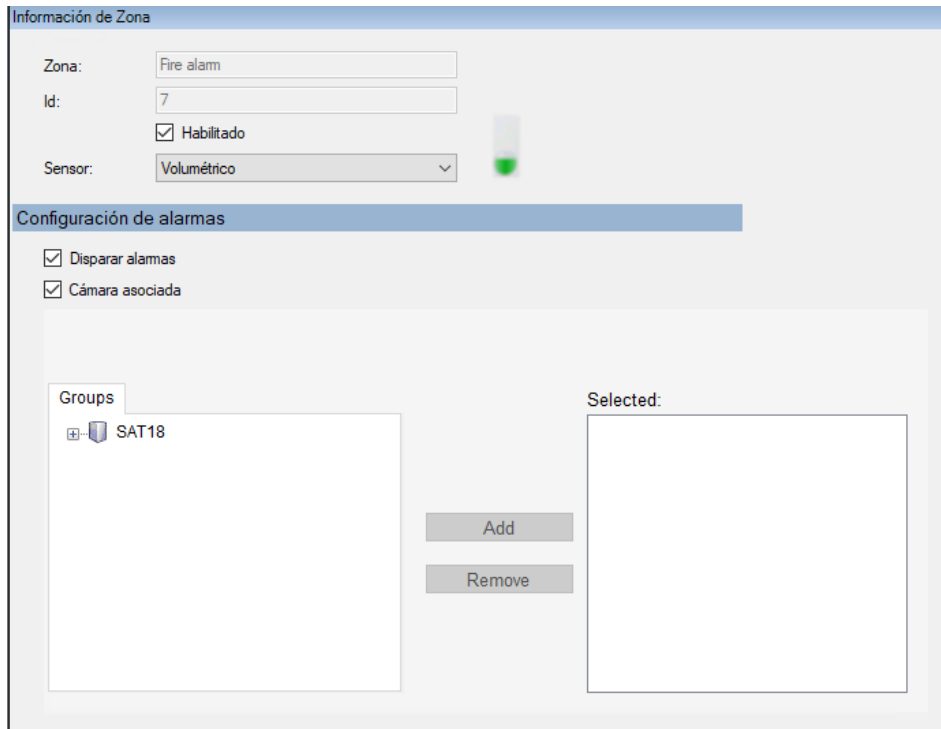 Información de Zona
Zona: Fire alarm
Id: 7
Habilitado
Sensor: Volumétrico
Configuración de alarmas
Disparar alarmas
Cámara asociada
Groups
Selected:
SAT18
Add
Remove